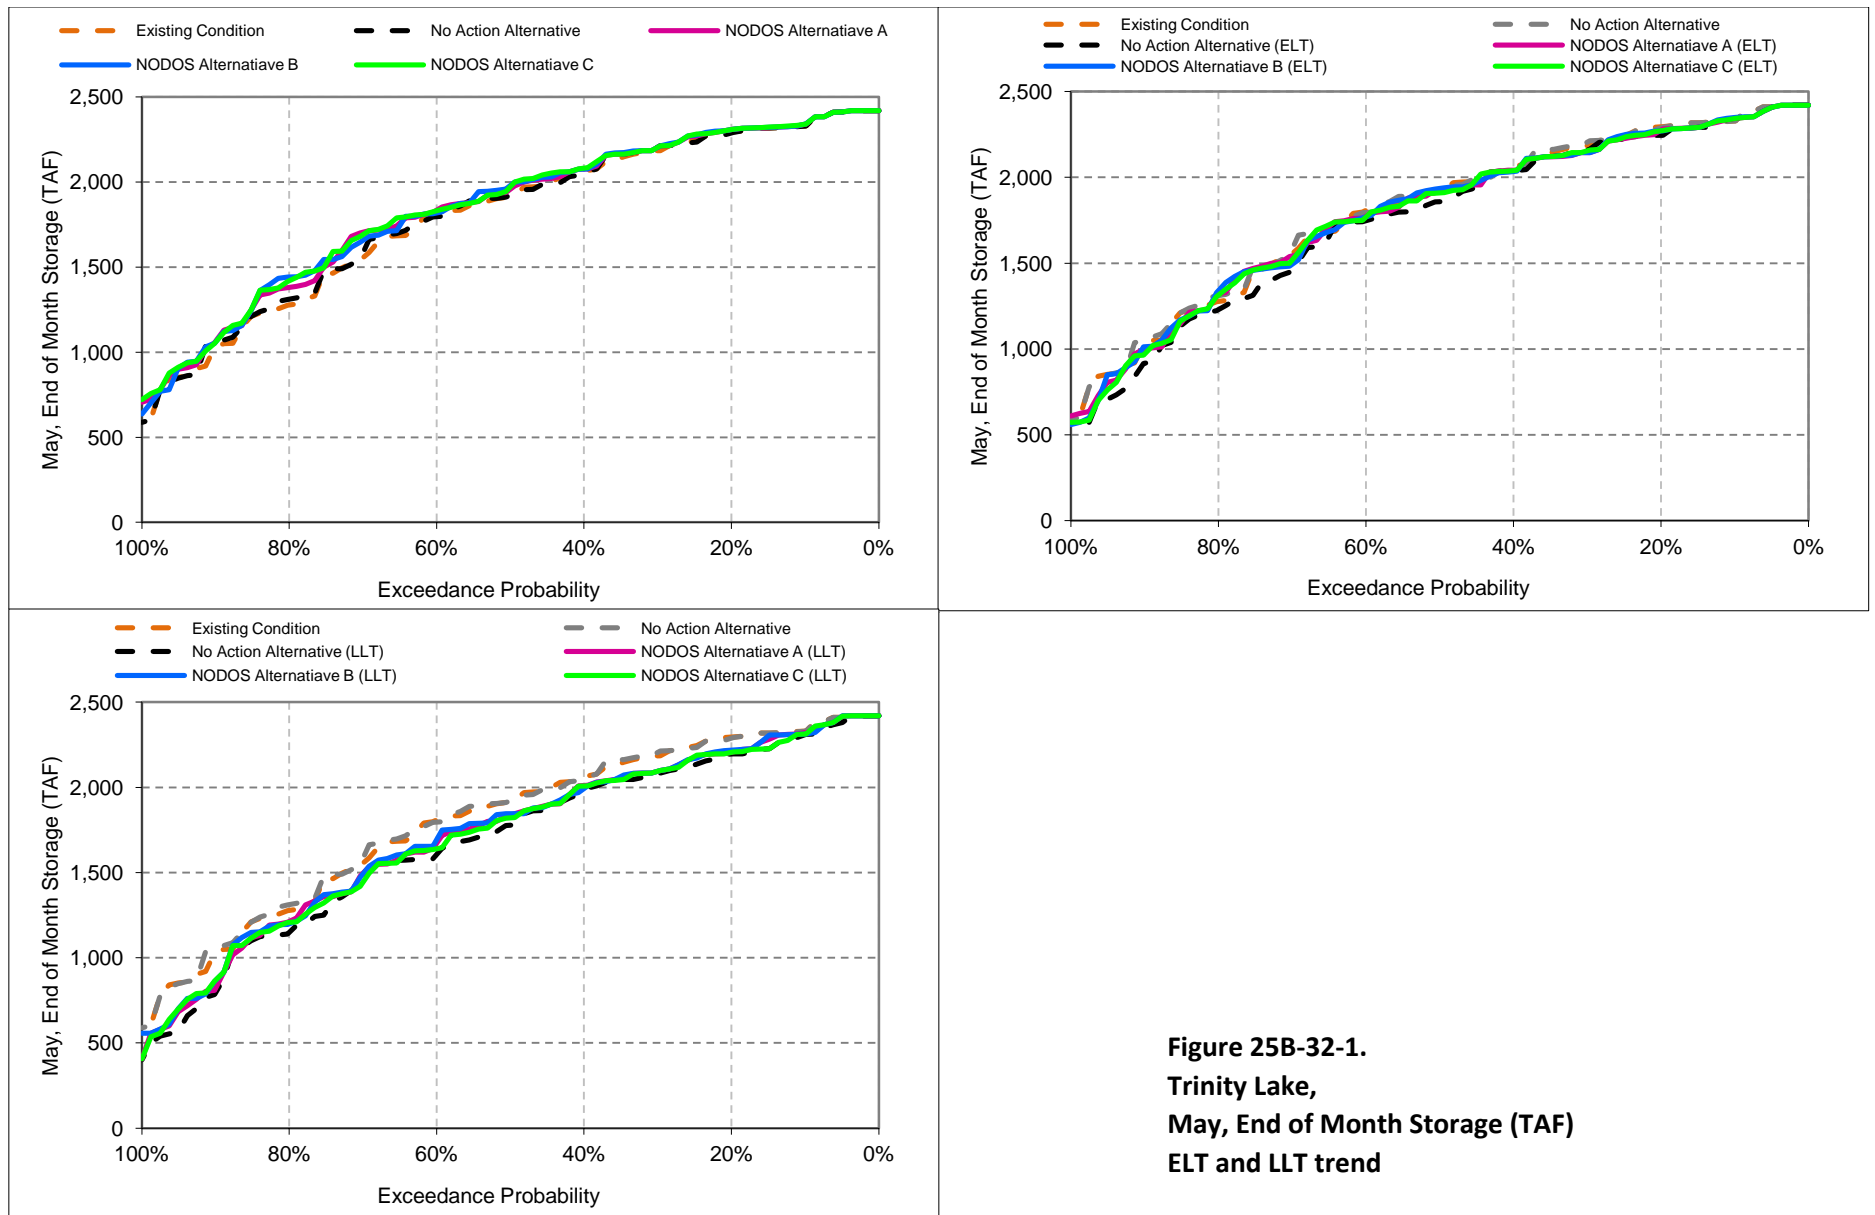 Existing Condition No Action Alternative NODOS Alternatiave A
NODOS Alternatiave B NODOS Alternatiave C
2,500
2,000
1,500
1,000
500
0
May, End of Month Storage (TAF)
100% 80% 60% 40% 20% 0%
Exceedance Probability
Existing Condition No Action Alternative
No Action Alternative (ELT) NODOS Alternatiave A (ELT)
NODOS Alternatiave B (ELT) NODOS Alternatiave C (ELT)
2,500
2,000
1,500
1,000
500
0
May, End of Month Storage (TAF)
100% 80% 60% 40% 20% 0%
Exceedance Probability
Existing Condition No Action Alternative
No Action Alternative (LLT) NODOS Alternatiave A (LLT)
NODOS Alternatiave B (LLT) NODOS Alternatiave C (LLT)
2,500
2,000
1,500
1,000
500
0
May, End of Month Storage (TAF)
100% 80% 60% 40% 20% 0%
Exceedance Probability
Figure 25B-32-1.
Trinity Lake,
May, End of Month Storage (TAF)
ELT and LLT trend